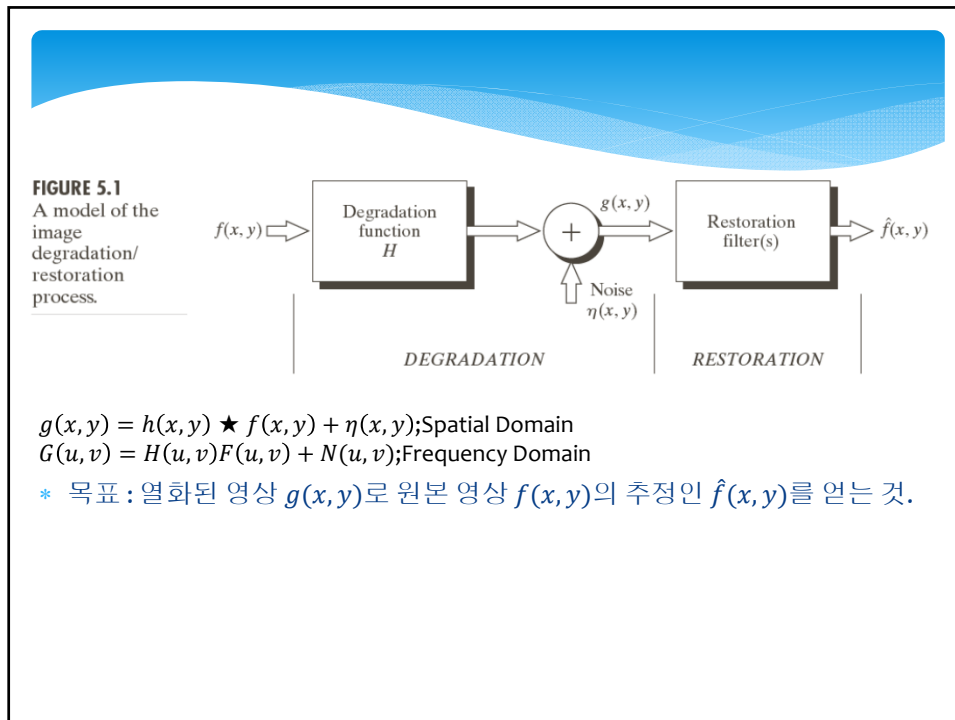 FIGURE 5.1
A model of the
image
degradation/
restoration
process.
f(x, y)
Degradation
function
H
+
g(x, y)
Noise
η(x, y)
Restoration
filter(s)
f̂(x, y)
DEGRADATION
RESTORATION
g(x, y) = h(x, y) ★ f(x, y) + η(x, y);Spatial Domain
G(u, v) = H(u, v)F(u, v) + N(u, v);Frequency Domain
* 목표 : 열화된 영상 g(x, y)로 원본 영상 f(x, y)의 추정인 f̂(x, y)를 얻는 것.